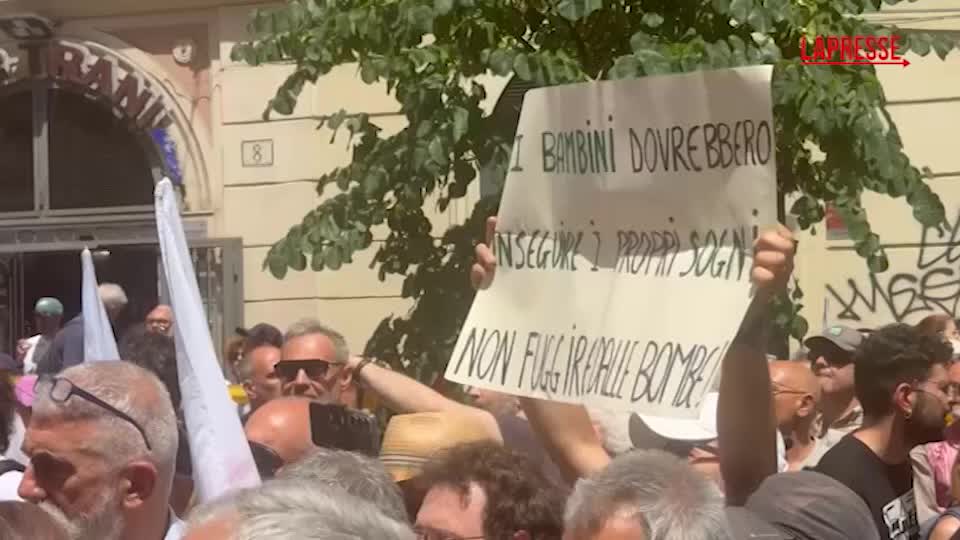 LAPRESSE
8
I BAMBINI DOVREBBERO
INSEGUIRE I PROPRI SOGNI
NON FUGGIRE DALLE BOMBE!